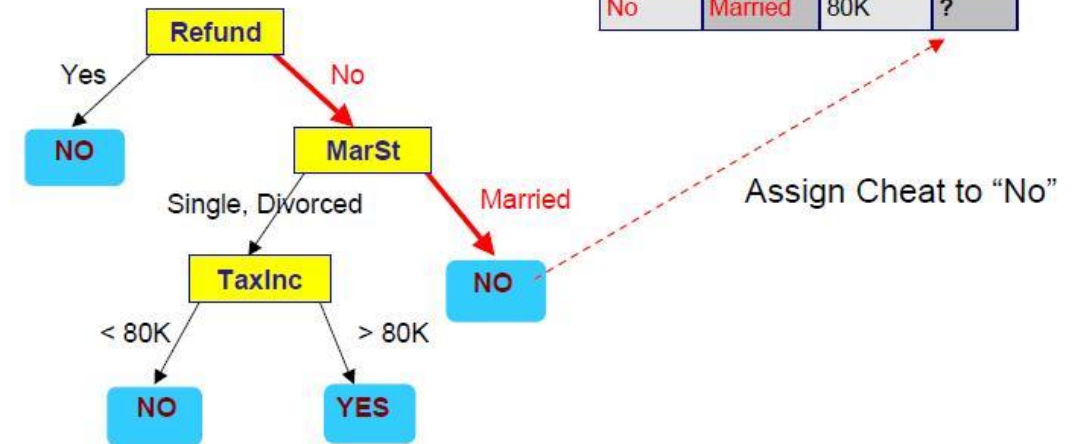 No Married 80K ?
Refund
Yes No
NO MarSt
Single, Divorced Married
Assign Cheat to “No”
TaxInc NO
< 80K > 80K
NO YES